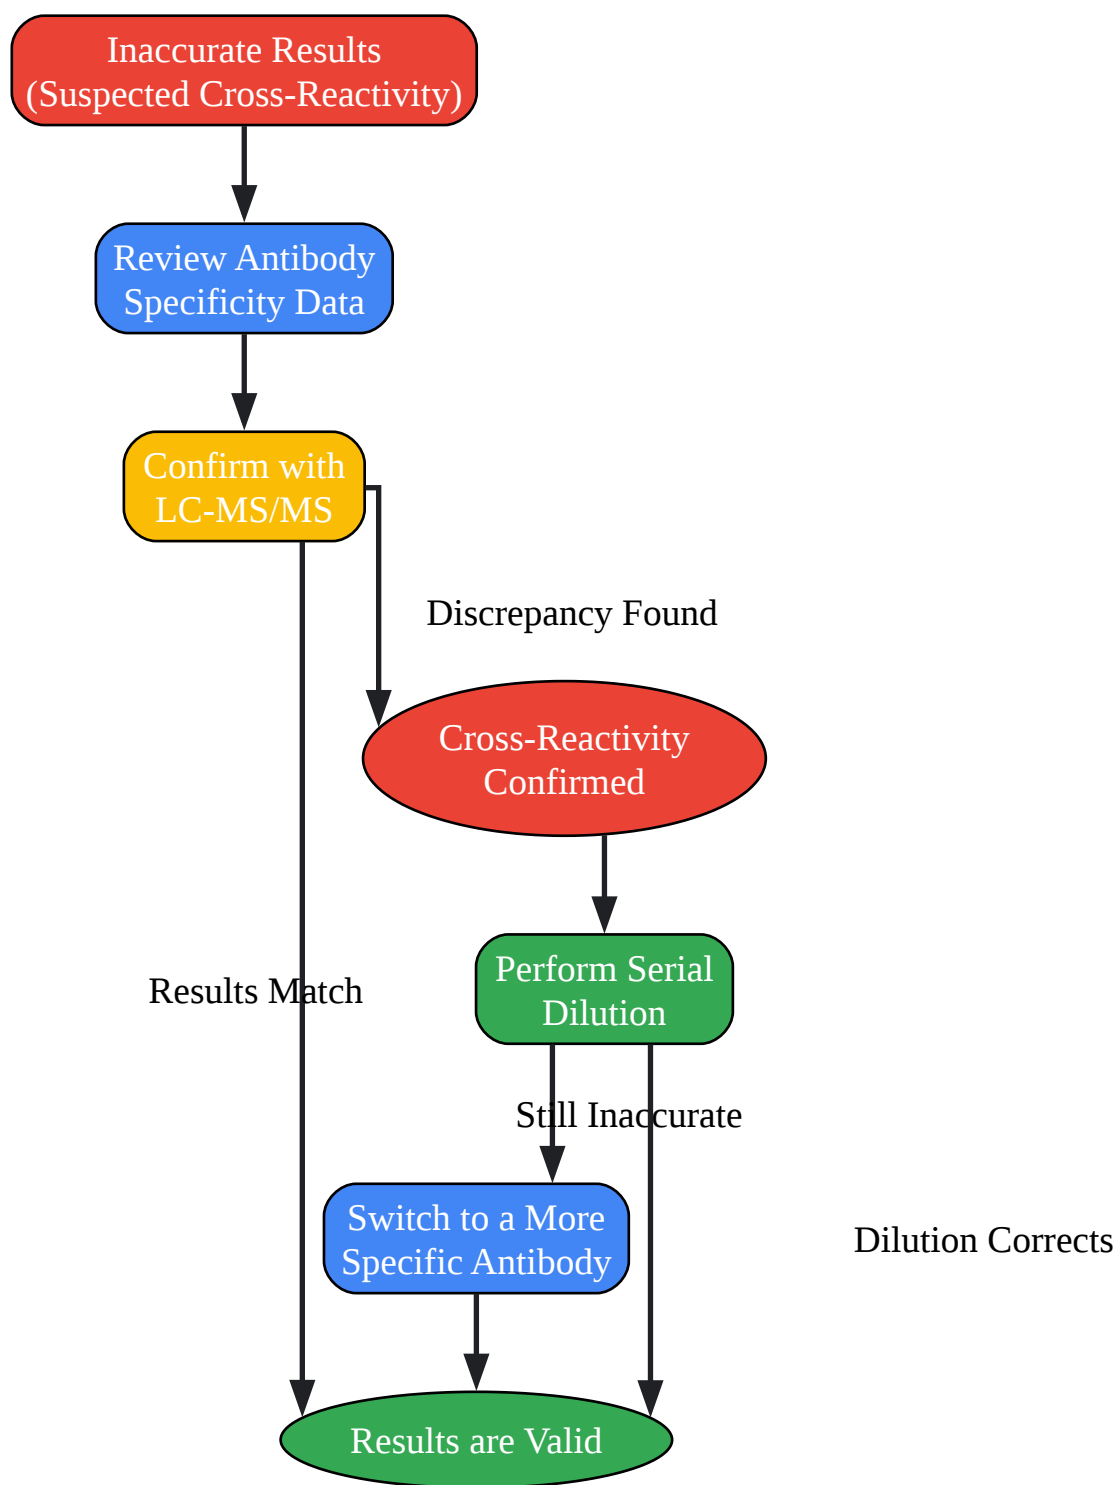 Inaccurate Results
(Suspected Cross-Reactivity)
Review Antibody
Specificity Data
Confirm with
LC-MS/MS
Discrepancy Found
Cross-Reactivity
Confirmed
Perform Serial
Dilution
Results Match
Still Inaccurate
Switch to a More
Specific Antibody
Dilution Corrects
Results are Valid